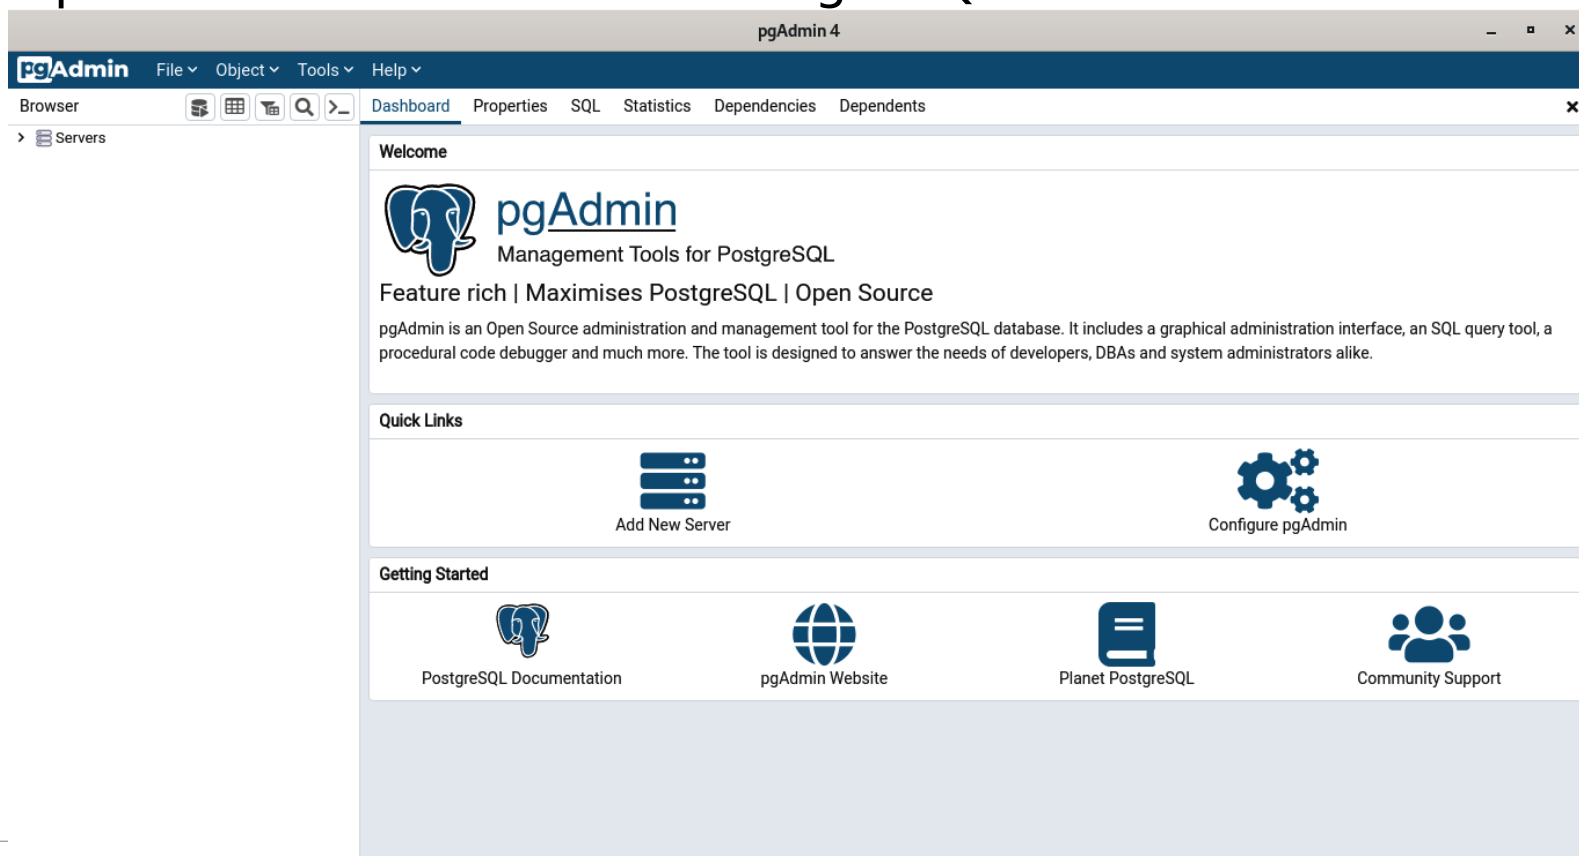 pgAdmin 4
pgAdmin File Object Tools Help
Browser
Dashboard Properties SQL Statistics Dependencies Dependents
Servers
Welcome
pgAdmin
Management Tools for PostgreSQL
Feature rich | Maximises PostgreSQL | Open Source
pgAdmin is an Open Source administration and management tool for the PostgreSQL database. It includes a graphical administration interface, an SQL query tool, a
procedural code debugger and much more. The tool is designed to answer the needs of developers, DBAs and system administrators alike.
Quick Links
Add New Server
Configure pgAdmin
Getting Started
PostgreSQL Documentation
pgAdmin Website
Planet PostgreSQL
Community Support